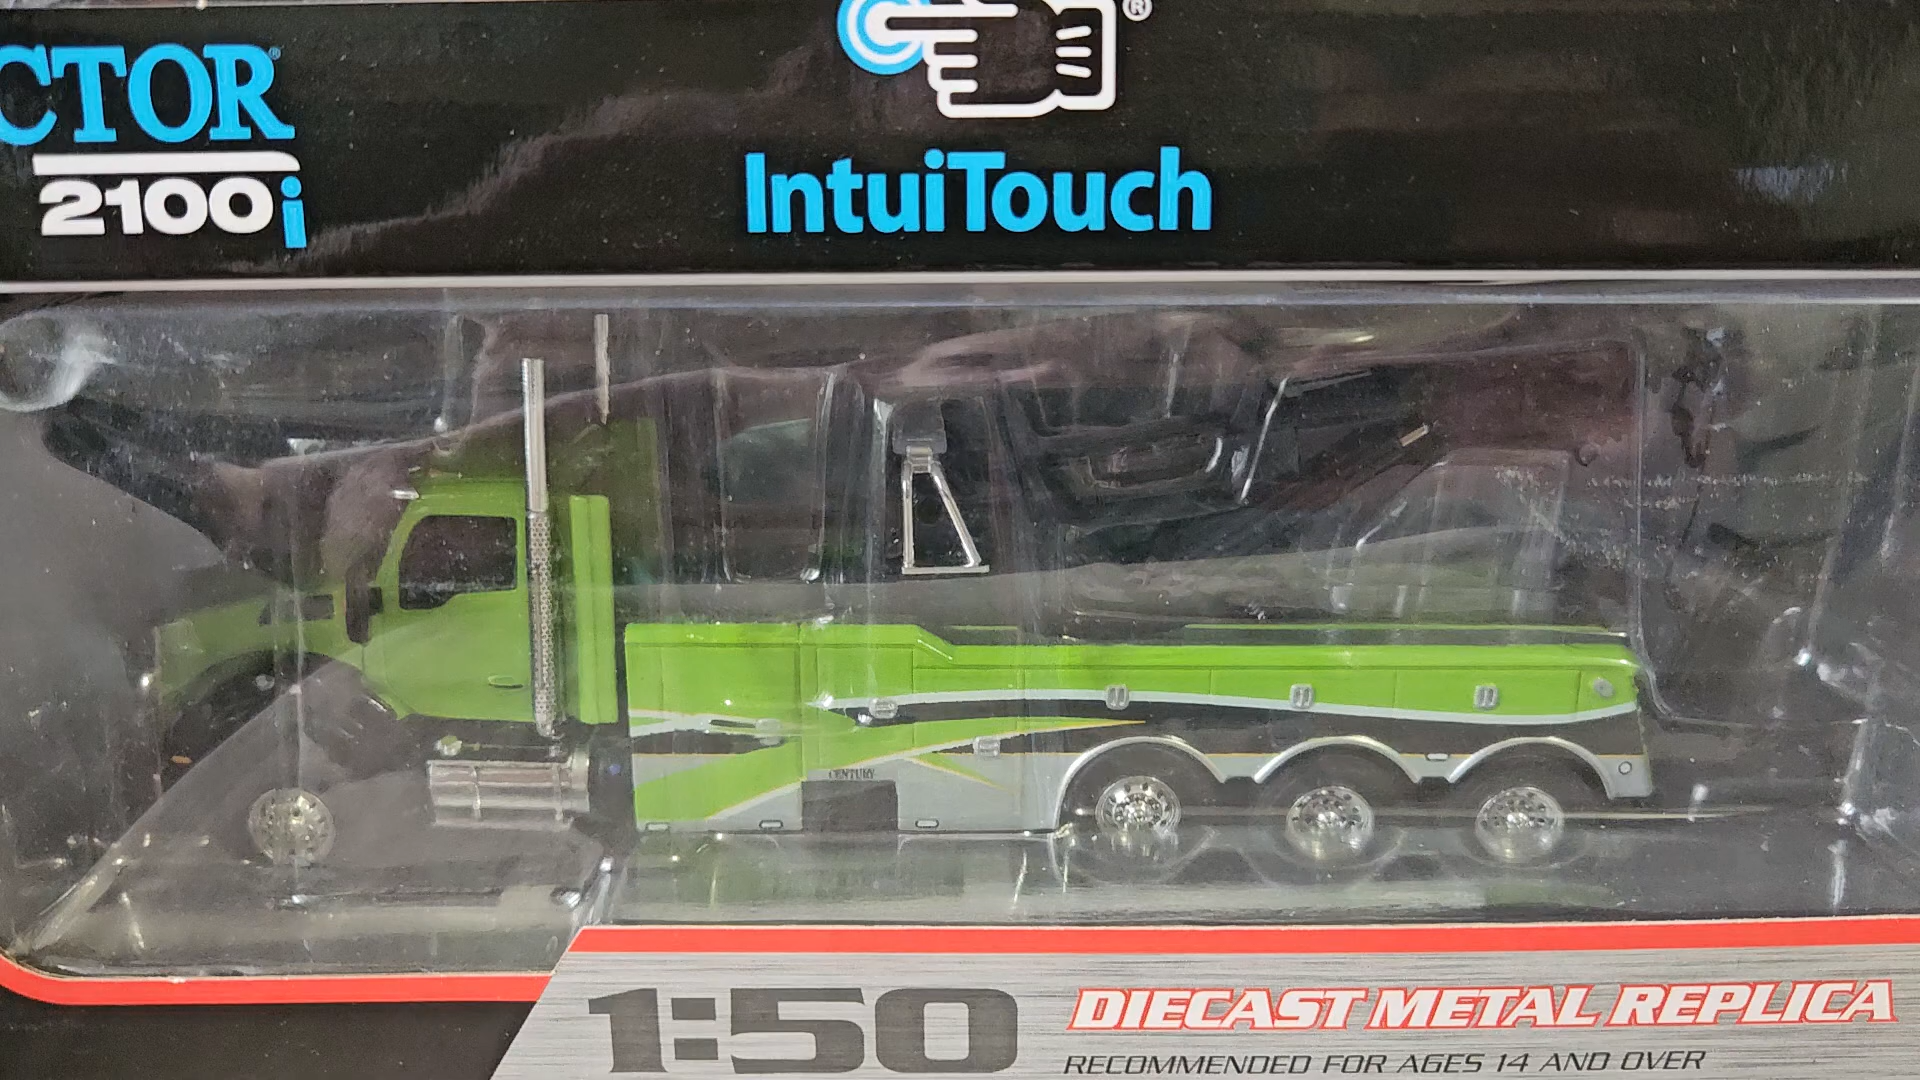 CTOR®
2100i
®
IntuiTouch
CENTURY
1:50
DIECAST METAL REPLICA
RECOMMENDED FOR AGES 14 AND OVER